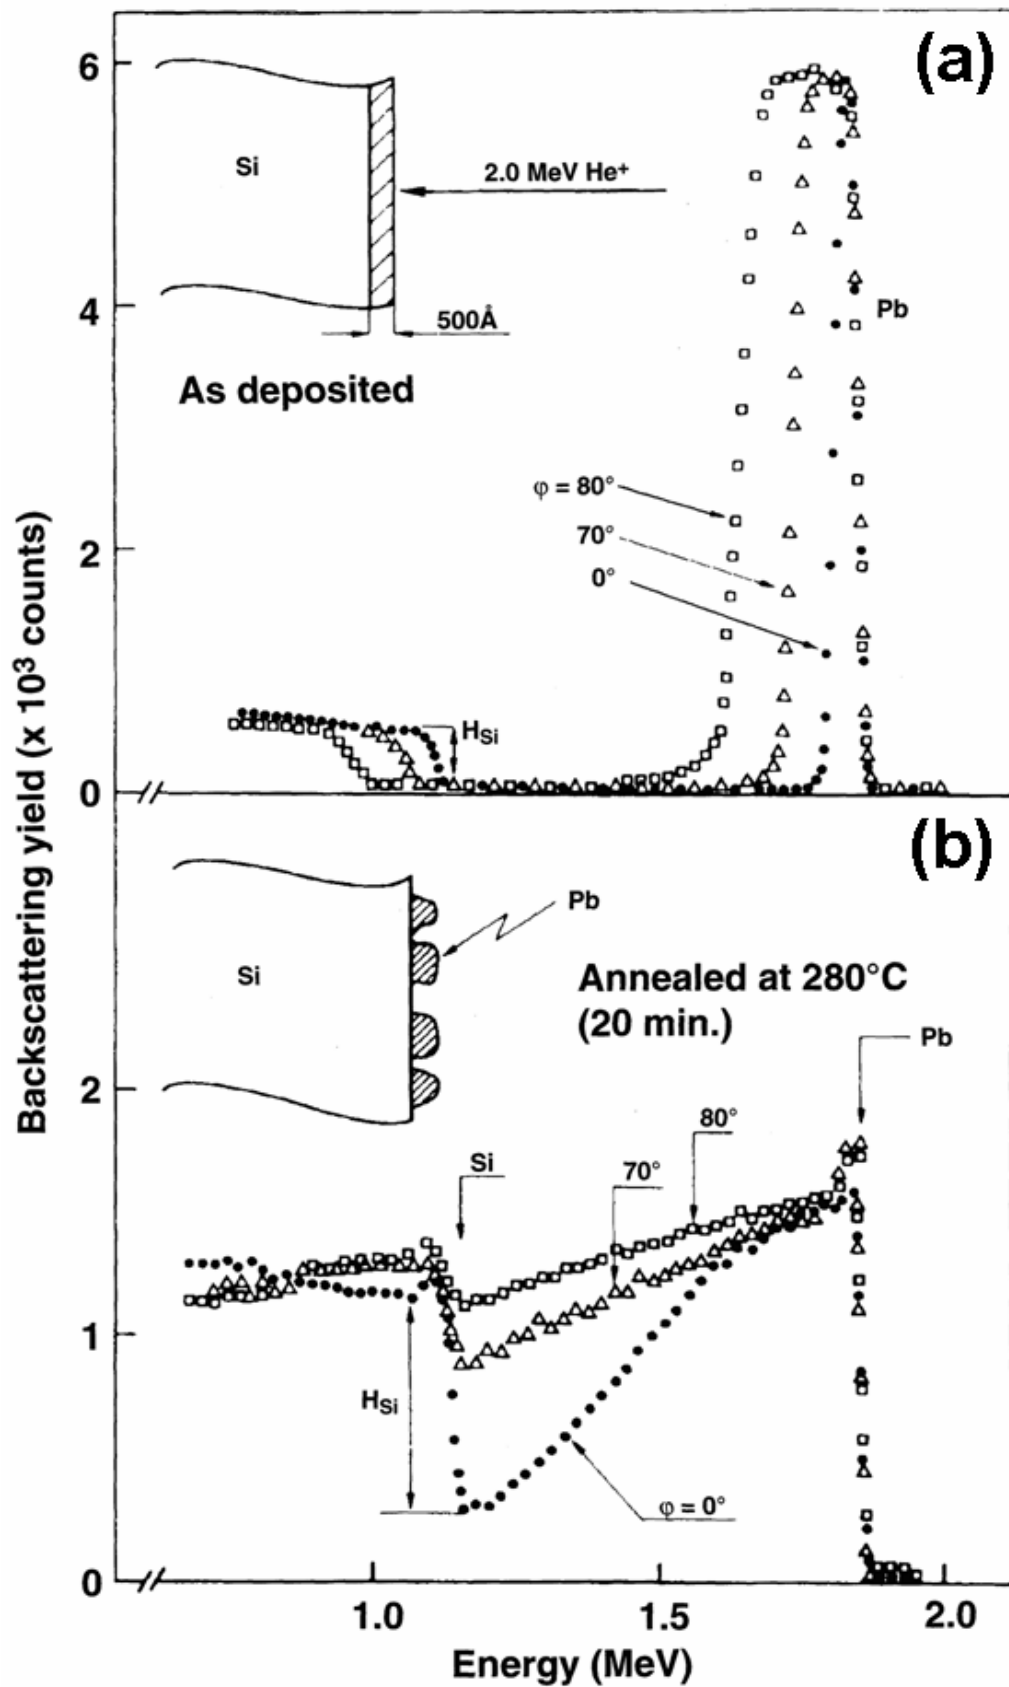 Backscattering yield (x 10³ counts)
(a)
6
Si
2.0 MeV He⁺
4
500Å
Pb
As deposited
φ = 80°
70°
2
0°
H_Si
0
(b)
Pb
Si
Annealed at 280°C
(20 min.)
Pb
2
80°
Si
70°
1
H_Si
φ = 0°
0
1.0 1.5 2.0
Energy (MeV)